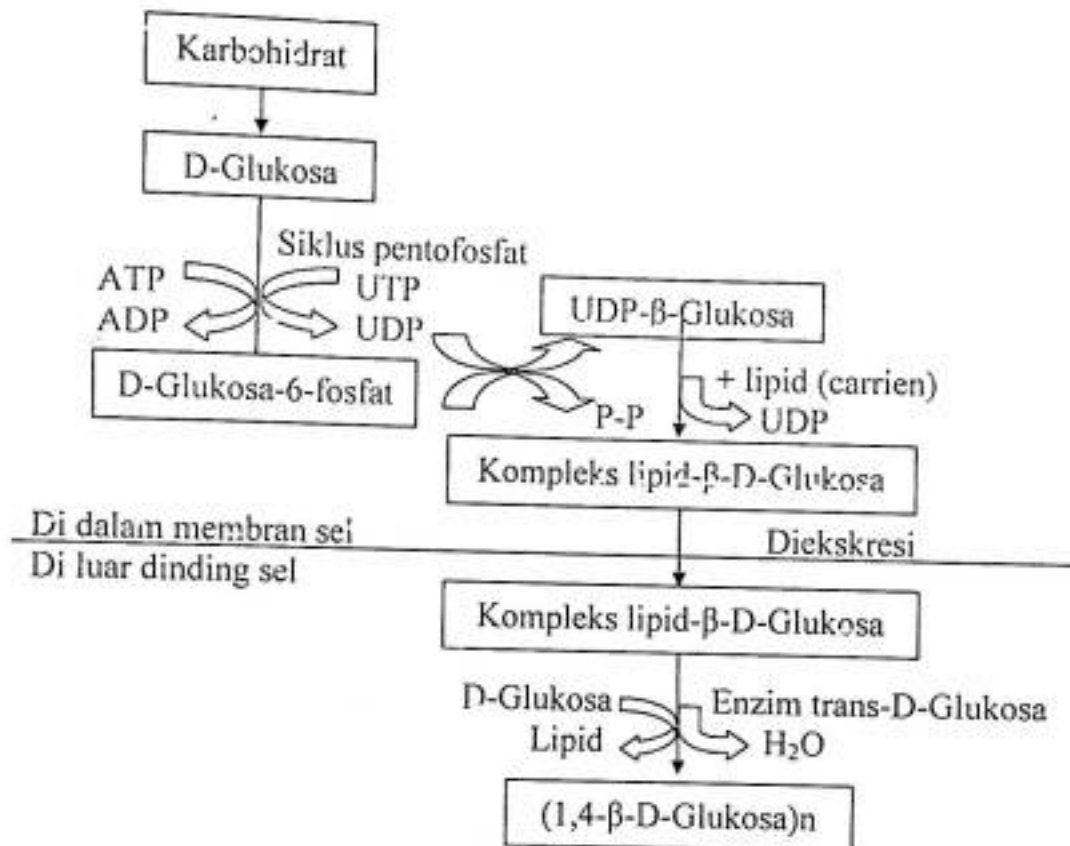 Karbohidrat
D-Glukosa
Siklus pentofosfat
ATP
UTP
ADP
UDP
UDP-β-Glukosa
D-Glukosa-6-fosfat
P-P
+ lipid (carrien)
UDP
Kompleks lipid-β-D-Glukosa
Di dalam membran sel
Diekskresi
Di luar dinding sel
Kompleks lipid-β-D-Glukosa
D-Glukosa
Enzim trans-D-Glukosa
Lipid
H₂O
(1,4-β-D-Glukosa)n